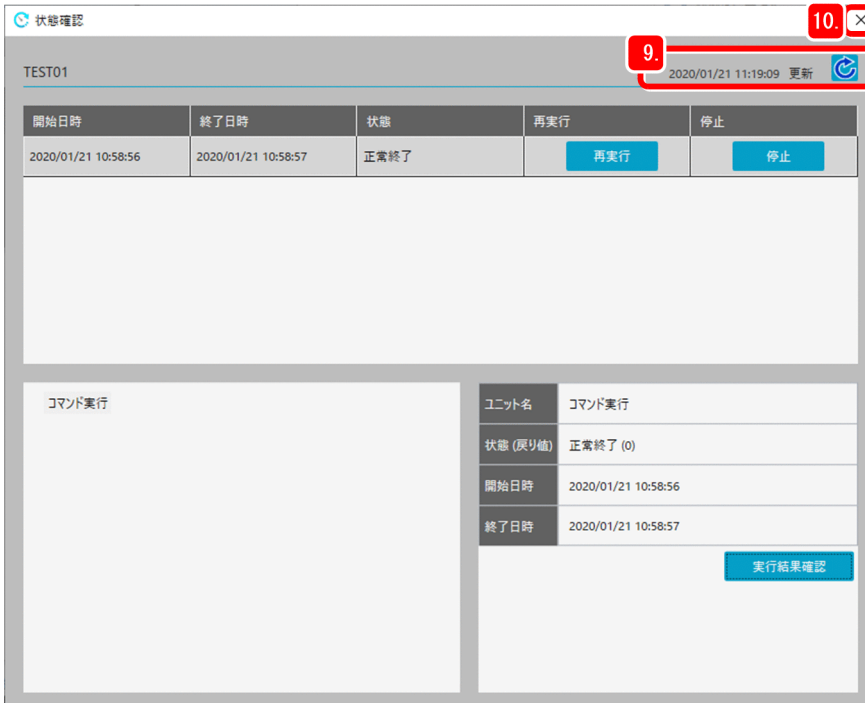 状態確認
10.
9.
TEST01
2020/01/21 11:19:09 更新
開始日時 終了日時 状態 再実行 停止
2020/01/21 10:58:56 2020/01/21 10:58:57 正常終了 再実行 停止
コマンド実行
ユニット名 コマンド実行
状態 (戻り値) 正常終了 (0)
開始日時 2020/01/21 10:58:56
終了日時 2020/01/21 10:58:57
実行結果確認